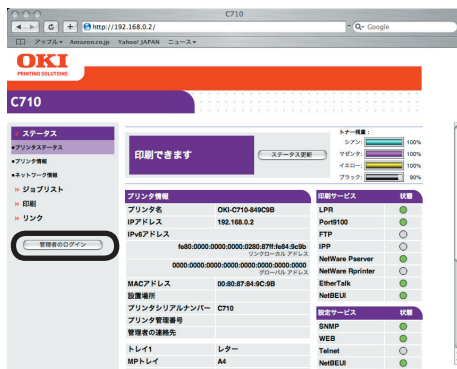 C710
http://192.168.0.2/
Q- Google
アップル▼ Amazon.co.jp Yahoo! JAPAN ニュース▼
OKI
PRINTING SOLUTIONS
C710
ステータス
•プリンタステータス
•プリンタ情報
•ネットワーク情報
» ジョブリスト
» 印刷
» リンク
管理者のログイン
印刷できます
ステータス更新
トナー残量：
シアン: 100%
マゼンタ: 100%
イエロー: 100%
ブラック: 90%
プリンタ情報
プリンタ名 OKI-C710-849C9B
IPアドレス 192.168.0.2
IPv6アドレス
fe80:0000:0000:0000:0280:87ff:fe84:9c9b
リンクローカル アドレス
0000:0000:0000:0000:0000:0000:0000:0000
グローバル アドレス
MACアドレス 00:80:87:84:9C:9B
設置場所
プリンタシリアルナンバー C710
プリンタ管理番号
管理者の連絡先
トレイ1 レター
MPトレイ A4
印刷サービス 状態
LPR
Port9100
FTP
IPP
NetWare Pserver
NetWare Rprinter
EtherTalk
NetBEUI
設定サービス 状態
SNMP
WEB
Telnet
NetBEUI